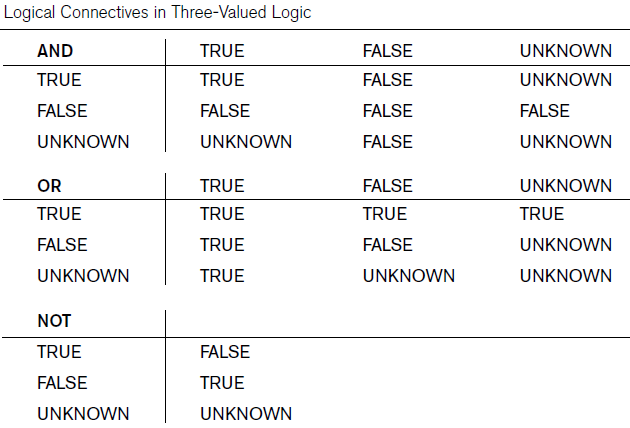 Logical Connectives in Three-Valued Logic
AND TRUE FALSE UNKNOWN
TRUE TRUE FALSE UNKNOWN
FALSE FALSE FALSE FALSE
UNKNOWN UNKNOWN FALSE UNKNOWN
OR TRUE FALSE UNKNOWN
TRUE TRUE TRUE TRUE
FALSE TRUE FALSE UNKNOWN
UNKNOWN TRUE UNKNOWN UNKNOWN
NOT
TRUE FALSE
FALSE TRUE
UNKNOWN UNKNOWN